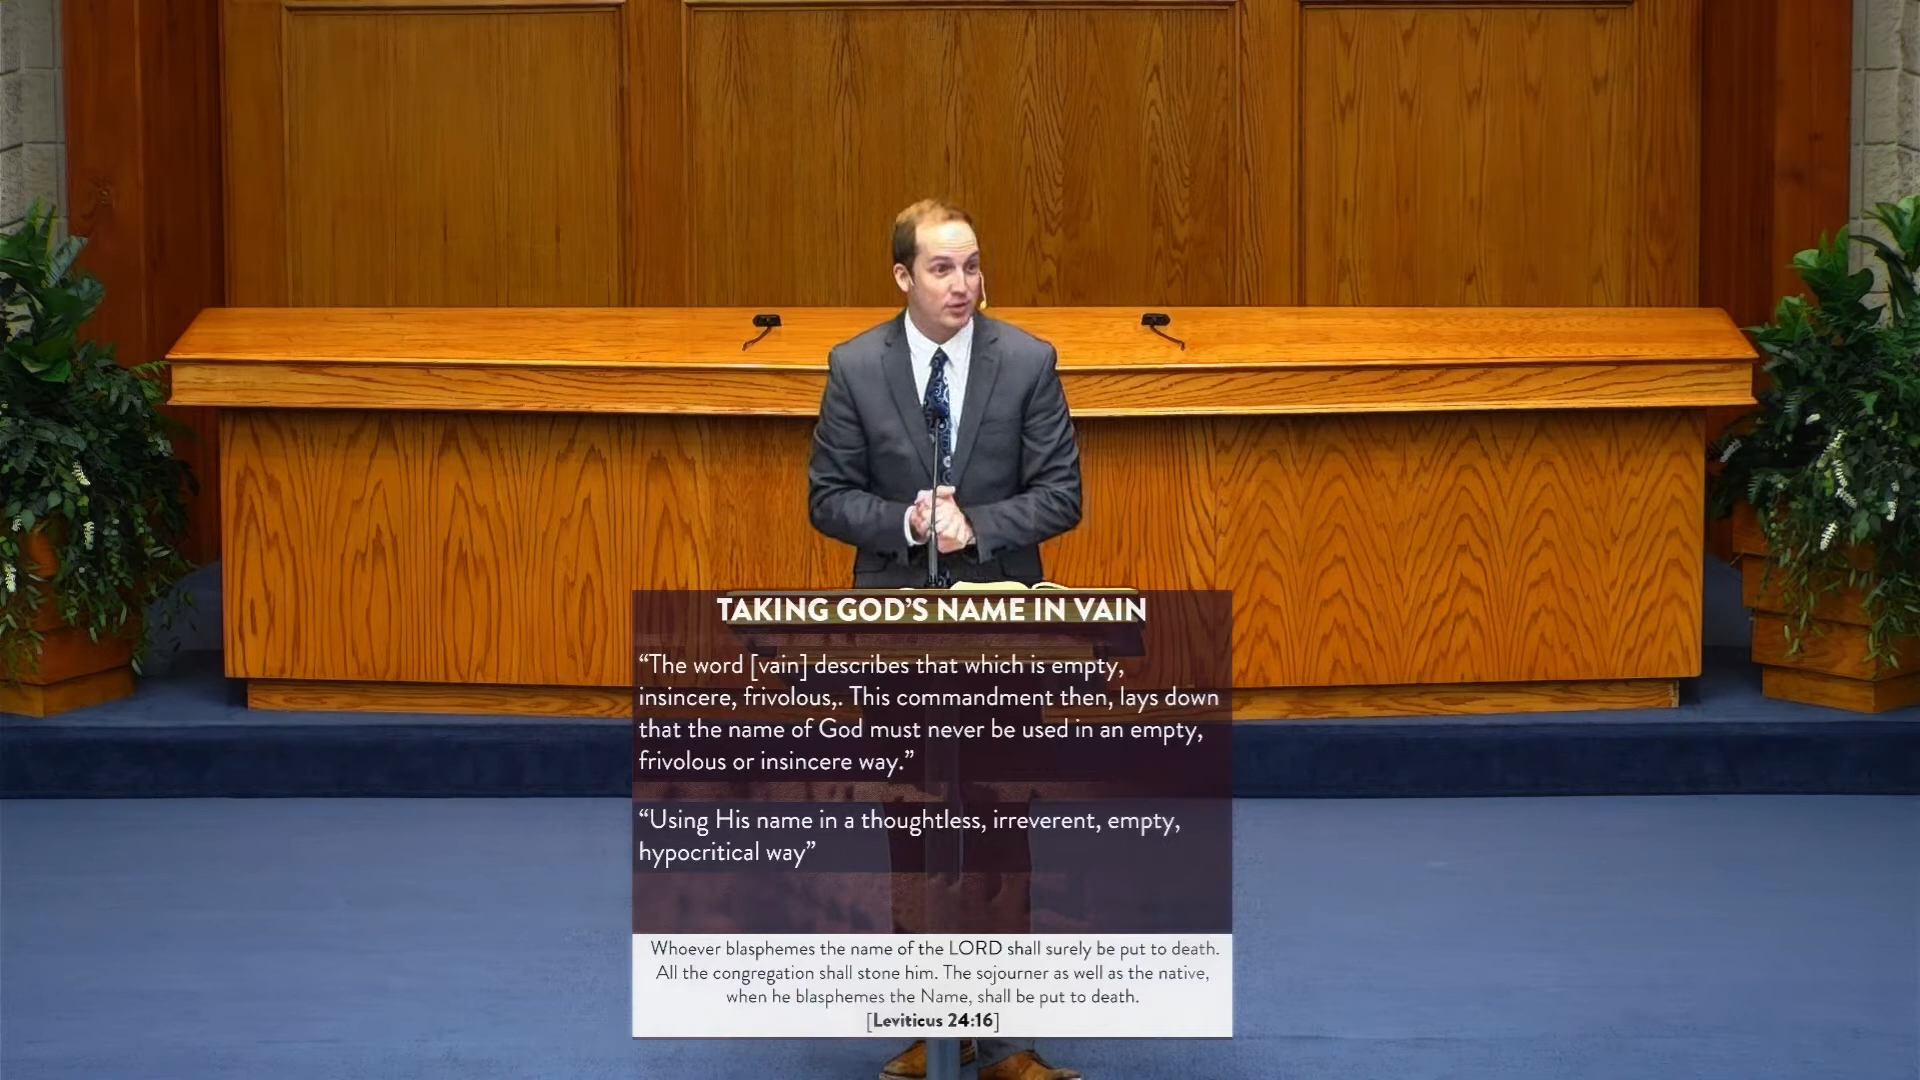 TAKING GOD’S NAME IN VAIN
“The word [vain] describes that which is empty,
insincere, frivolous,. This commandment then, lays down
that the name of God must never be used in an empty,
frivolous or insincere way.”
“Using His name in a thoughtless, irreverent, empty,
hypocritical way”
Whoever blasphemes the name of the LORD shall surely be put to death.
All the congregation shall stone him. The sojourner as well as the native,
when he blasphemes the Name, shall be put to death.
[Leviticus 24:16]